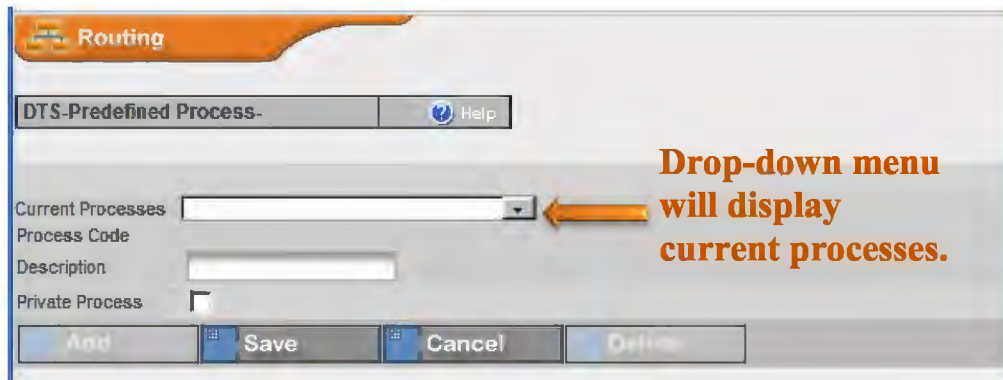 Routing
DTS-Predefined Process-
Help
Drop-down menu
will display
current processes.
Current Processes
Process Code
Description
Private Process
Add
Save
Cancel
Delete